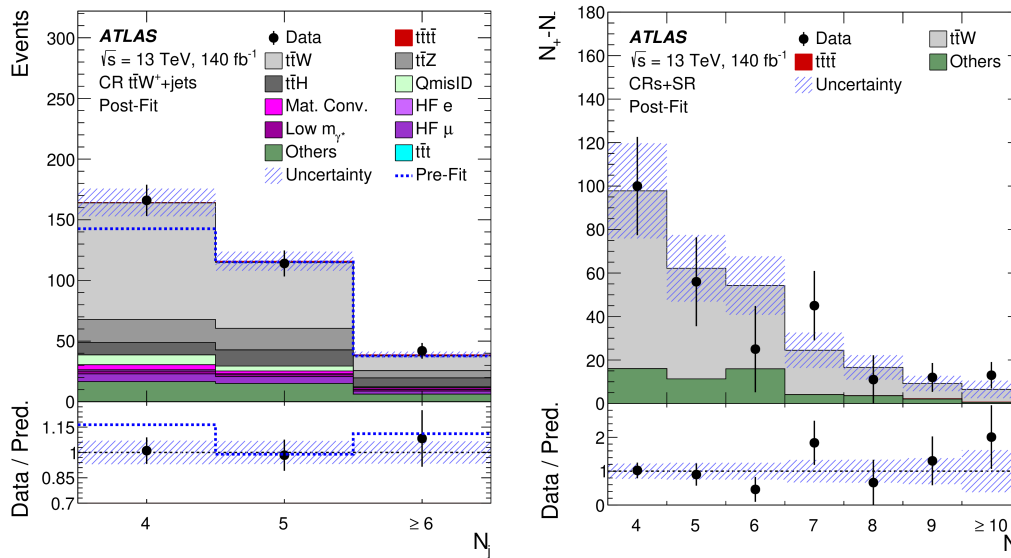 ATLAS
√s = 13 TeV, 140 fb⁻¹
CR tt̄W⁺+jets
Post-Fit
Data
tt̄tt̄
tt̄W
tt̄Z
tt̄H
QmisID
Mat. Conv.
HF e
Low m_γ*
HF μ
Others
tt̄t
Uncertainty
Pre-Fit
Events
300
250
200
150
100
50
0
Data / Pred.
1.15
1
0.85
0.7
4
5
≥ 6
N_j
ATLAS
√s = 13 TeV, 140 fb⁻¹
CRs+SR
Post-Fit
Data
tt̄W
tt̄tt̄
Others
Uncertainty
N₊-N₋
180
160
140
120
100
80
60
40
20
0
Data / Pred.
2
1
0
4
5
6
7
8
9
≥ 10
N